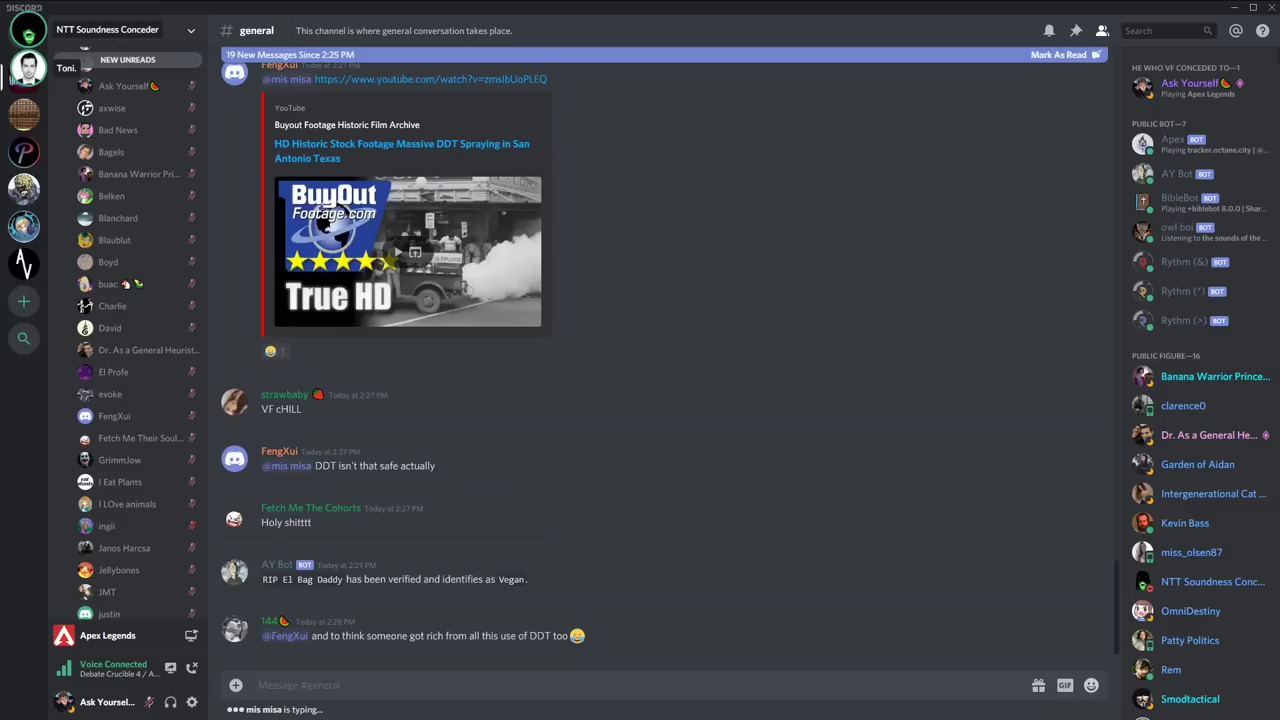 DISCORD
NTT Soundness Conceder
# general
This channel is where general conversation takes place.
Search
NEW UNREADS
Toni.
Ask Yourself
axwise
Bad News
Bagels
Banana Warrior Pri...
Belken
Blanchard
Blaublut
Boyd
buac
Charlie
David
Dr. As a General Heurist...
El Profe
evoke
FengXui
Fetch Me Their Soul...
GrimmJow
I Eat Plants
I LOve animals
ingii
Janos Harcsa
Jellybones
JMT
justin
Apex Legends
Voice Connected
Debate Crucible 4 / A...
Ask Yoursel...
19 New Messages Since 2:25 PM
Mark As Read
FengXui Today at 2:27 PM
@mis misa https://www.youtube.com/watch?v=zmslbUoPLEQ
YouTube
Buyout Footage Historic Film Archive
HD Historic Stock Footage Massive DDT Spraying in San
Antonio Texas
BuyOut
Footage.com
True HD
1
strawbaby Today at 2:27 PM
VF cHILL
FengXui Today at 2:27 PM
@mis misa DDT isn't that safe actually
Fetch Me The Cohorts Today at 2:27 PM
Holy shitttt
AY Bot BOT Today at 2:27 PM
RIP El Bag Daddy has been verified and identifies as Vegan.
144 Today at 2:28 PM
@FengXui and to think someone got rich from all this use of DDT too
Message #general
GIF
mis misa is typing...
HE WHO VF CONCEDED TO—1
Ask Yourself
Playing Apex Legends
PUBLIC BOT—7
Apex BOT
Playing tracker.octane.city | @...
AY Bot BOT
BibleBot BOT
Playing +biblebot 8.0.0 | Shar...
owl boi BOT
Listening to the sounds of the ...
Rythm (&) BOT
Rythm (*) BOT
Rythm (>) BOT
PUBLIC FIGURE—16
Banana Warrior Prince...
clarence0
Dr. As a General He...
Garden of Aidan
Intergenerational Cat ...
Kevin Bass
miss_olsen87
NTT Soundness Conc...
OmniDestiny
Patty Politics
Rem
Smodtactical